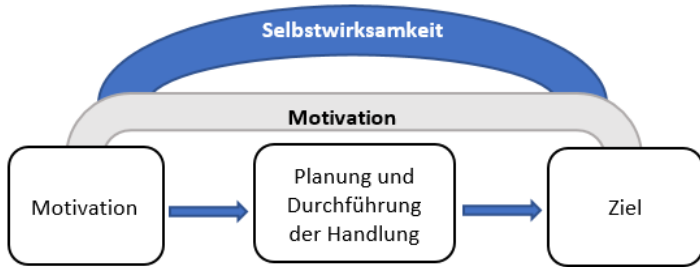 Selbstwirksamkeit
Motivation
Motivation
Planung und
Durchführung
der Handlung
Ziel